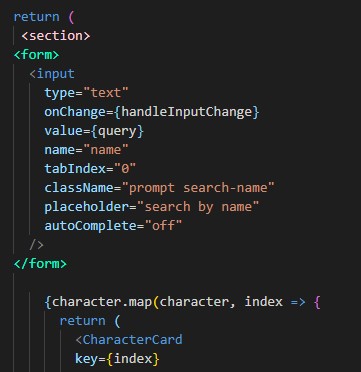 return (
<section>
<form>
<input
type="text"
onChange={handleInputChange}
value={query}
name="name"
tabIndex="0"
className="prompt search-name"
placeholder="search by name"
autoComplete="off"
/>
</form>
{character.map(character, index => {
return (
<CharacterCard
key={index}